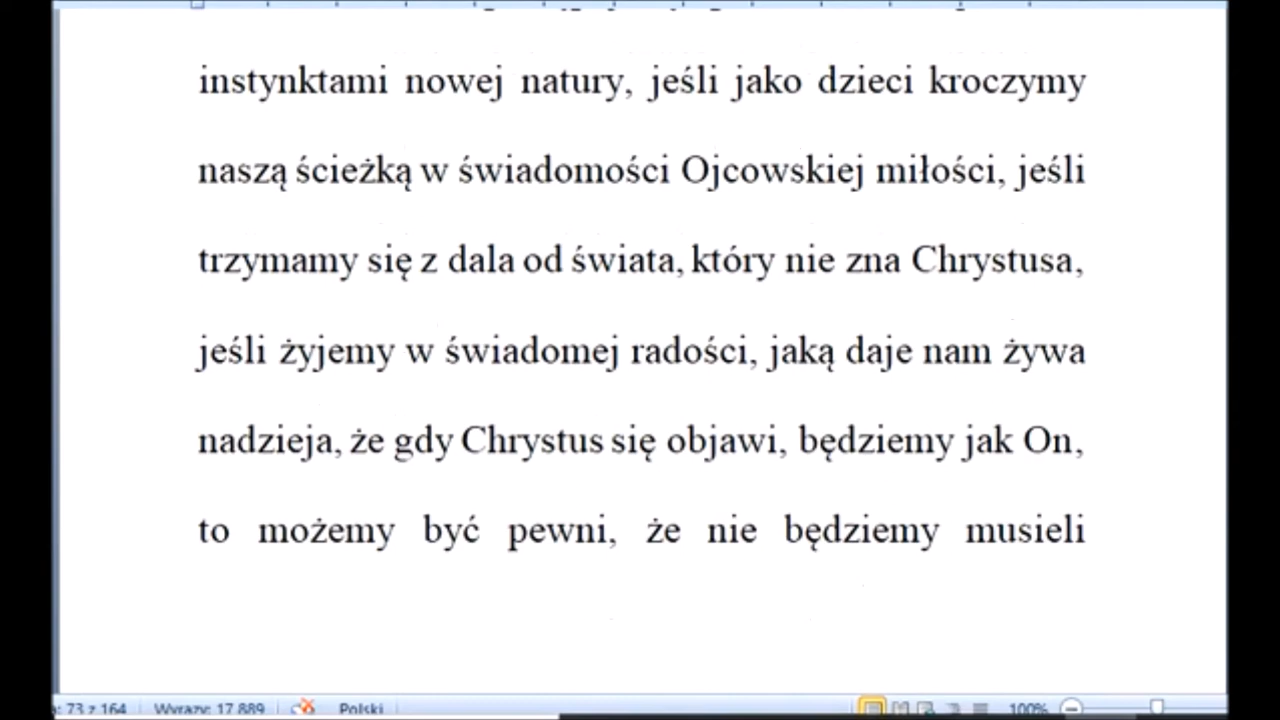 instynktami nowej natury, jeśli jako dzieci kroczymy
naszą ścieżką w świadomości Ojcowskiej miłości, jeśli
trzymamy się z dala od świata, który nie zna Chrystusa,
jeśli żyjemy w świadomej radości, jaką daje nam żywa
nadzieja, że gdy Chrystus się objawi, będziemy jak On,
to możemy być pewni, że nie będziemy musieli
: 73 z 164 Wyrazy: 17 889 Polski 100%